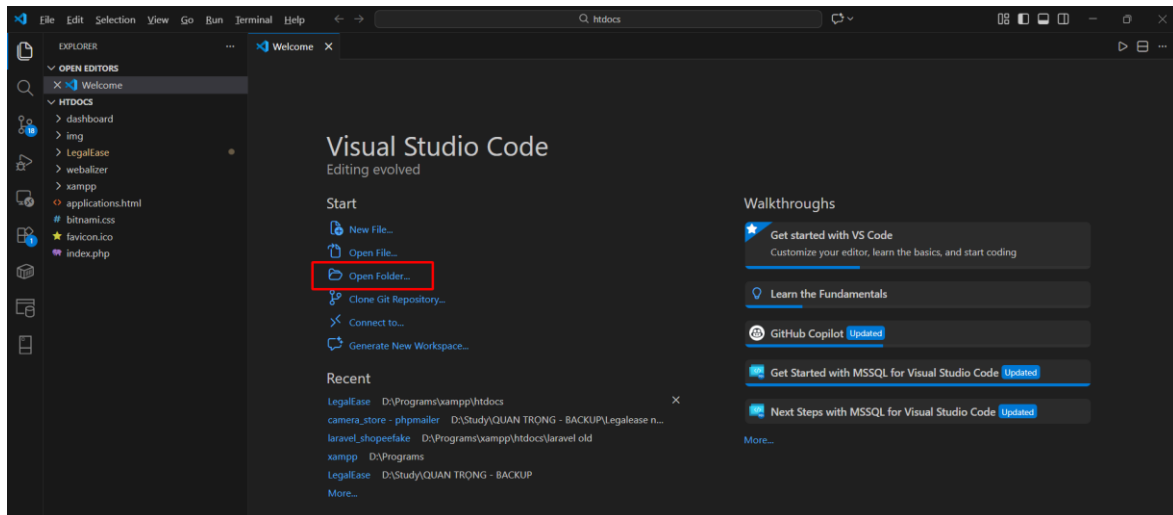 File Edit Selection View Go Run Terminal Help
htdocs
EXPLORER
Welcome
OPEN EDITORS
Welcome
HTDOCS
dashboard
img
LegalEase
webalizer
xampp
applications.html
bitnami.css
favicon.ico
index.php
18
1
Visual Studio Code
Editing evolved
Start
New File...
Open File...
Open Folder...
Clone Git Repository...
Connect to...
Generate New Workspace...
Recent
LegalEase D:\Programs\xampp\htdocs
camera_store - phpmailer D:\Study\QUAN TRỌNG - BACKUP\Legalease n...
laravel_shopeefake D:\Programs\xampp\htdocs\laravel old
xampp D:\Programs
LegalEase D:\Study\QUAN TRỌNG - BACKUP
More...
Walkthroughs
Get started with VS Code
Customize your editor, learn the basics, and start coding
Learn the Fundamentals
GitHub Copilot Updated
Get Started with MSSQL for Visual Studio Code Updated
Next Steps with MSSQL for Visual Studio Code Updated
More...